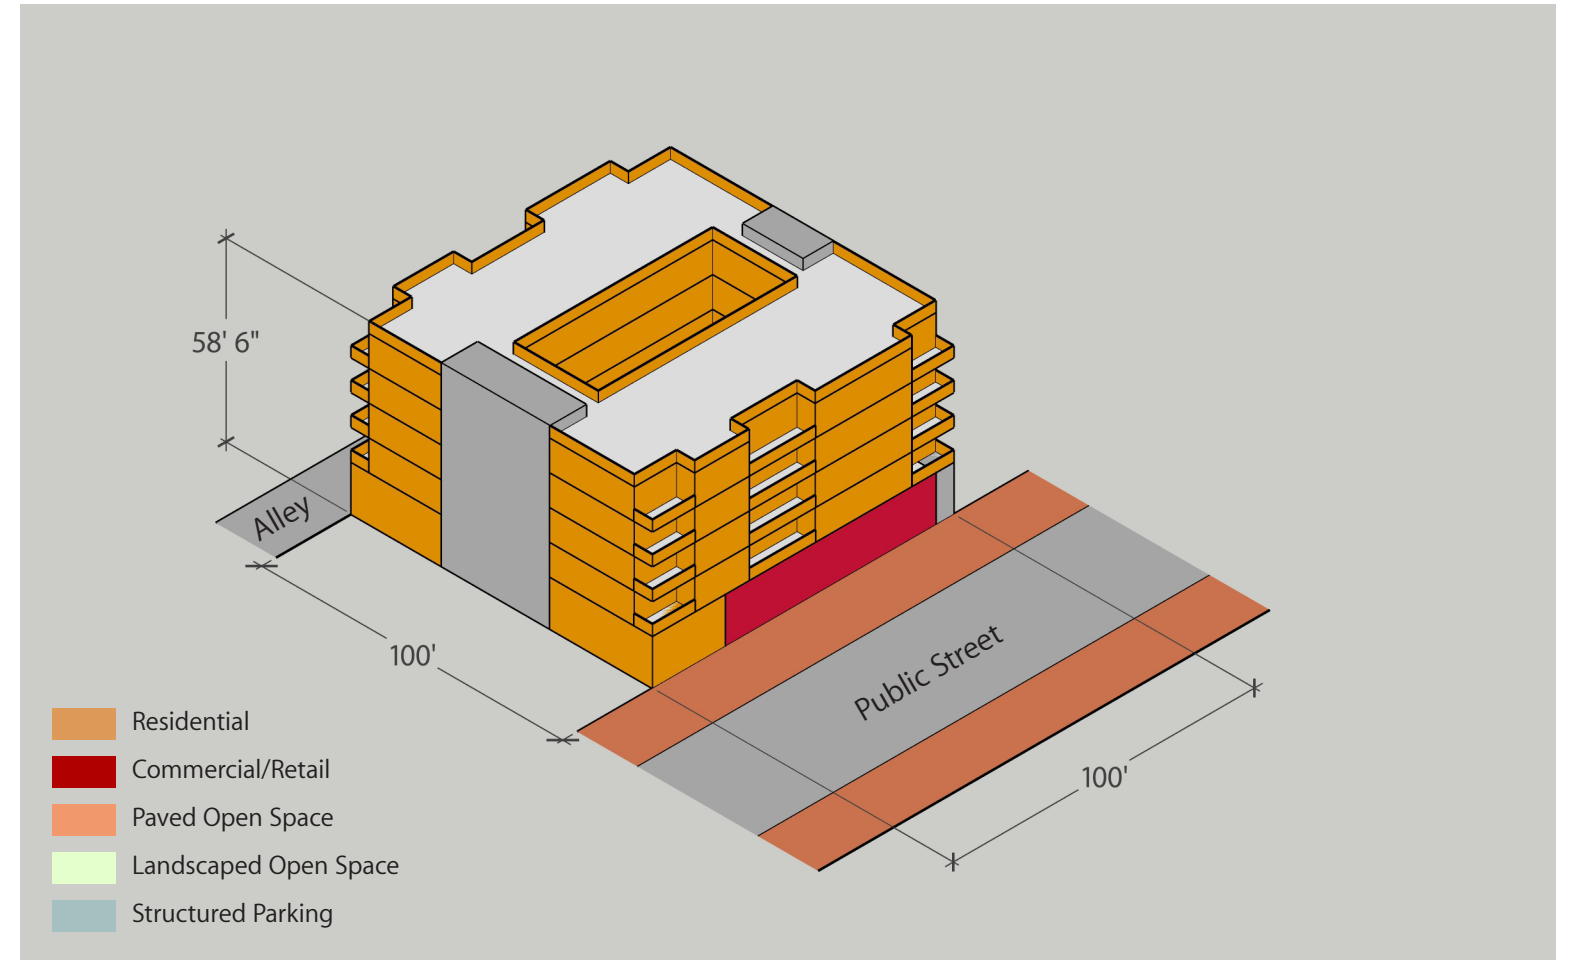 58' 6"
Alley
100'
Public Street
100'
Residential
Commercial/Retail
Paved Open Space
Landscaped Open Space
Structured Parking